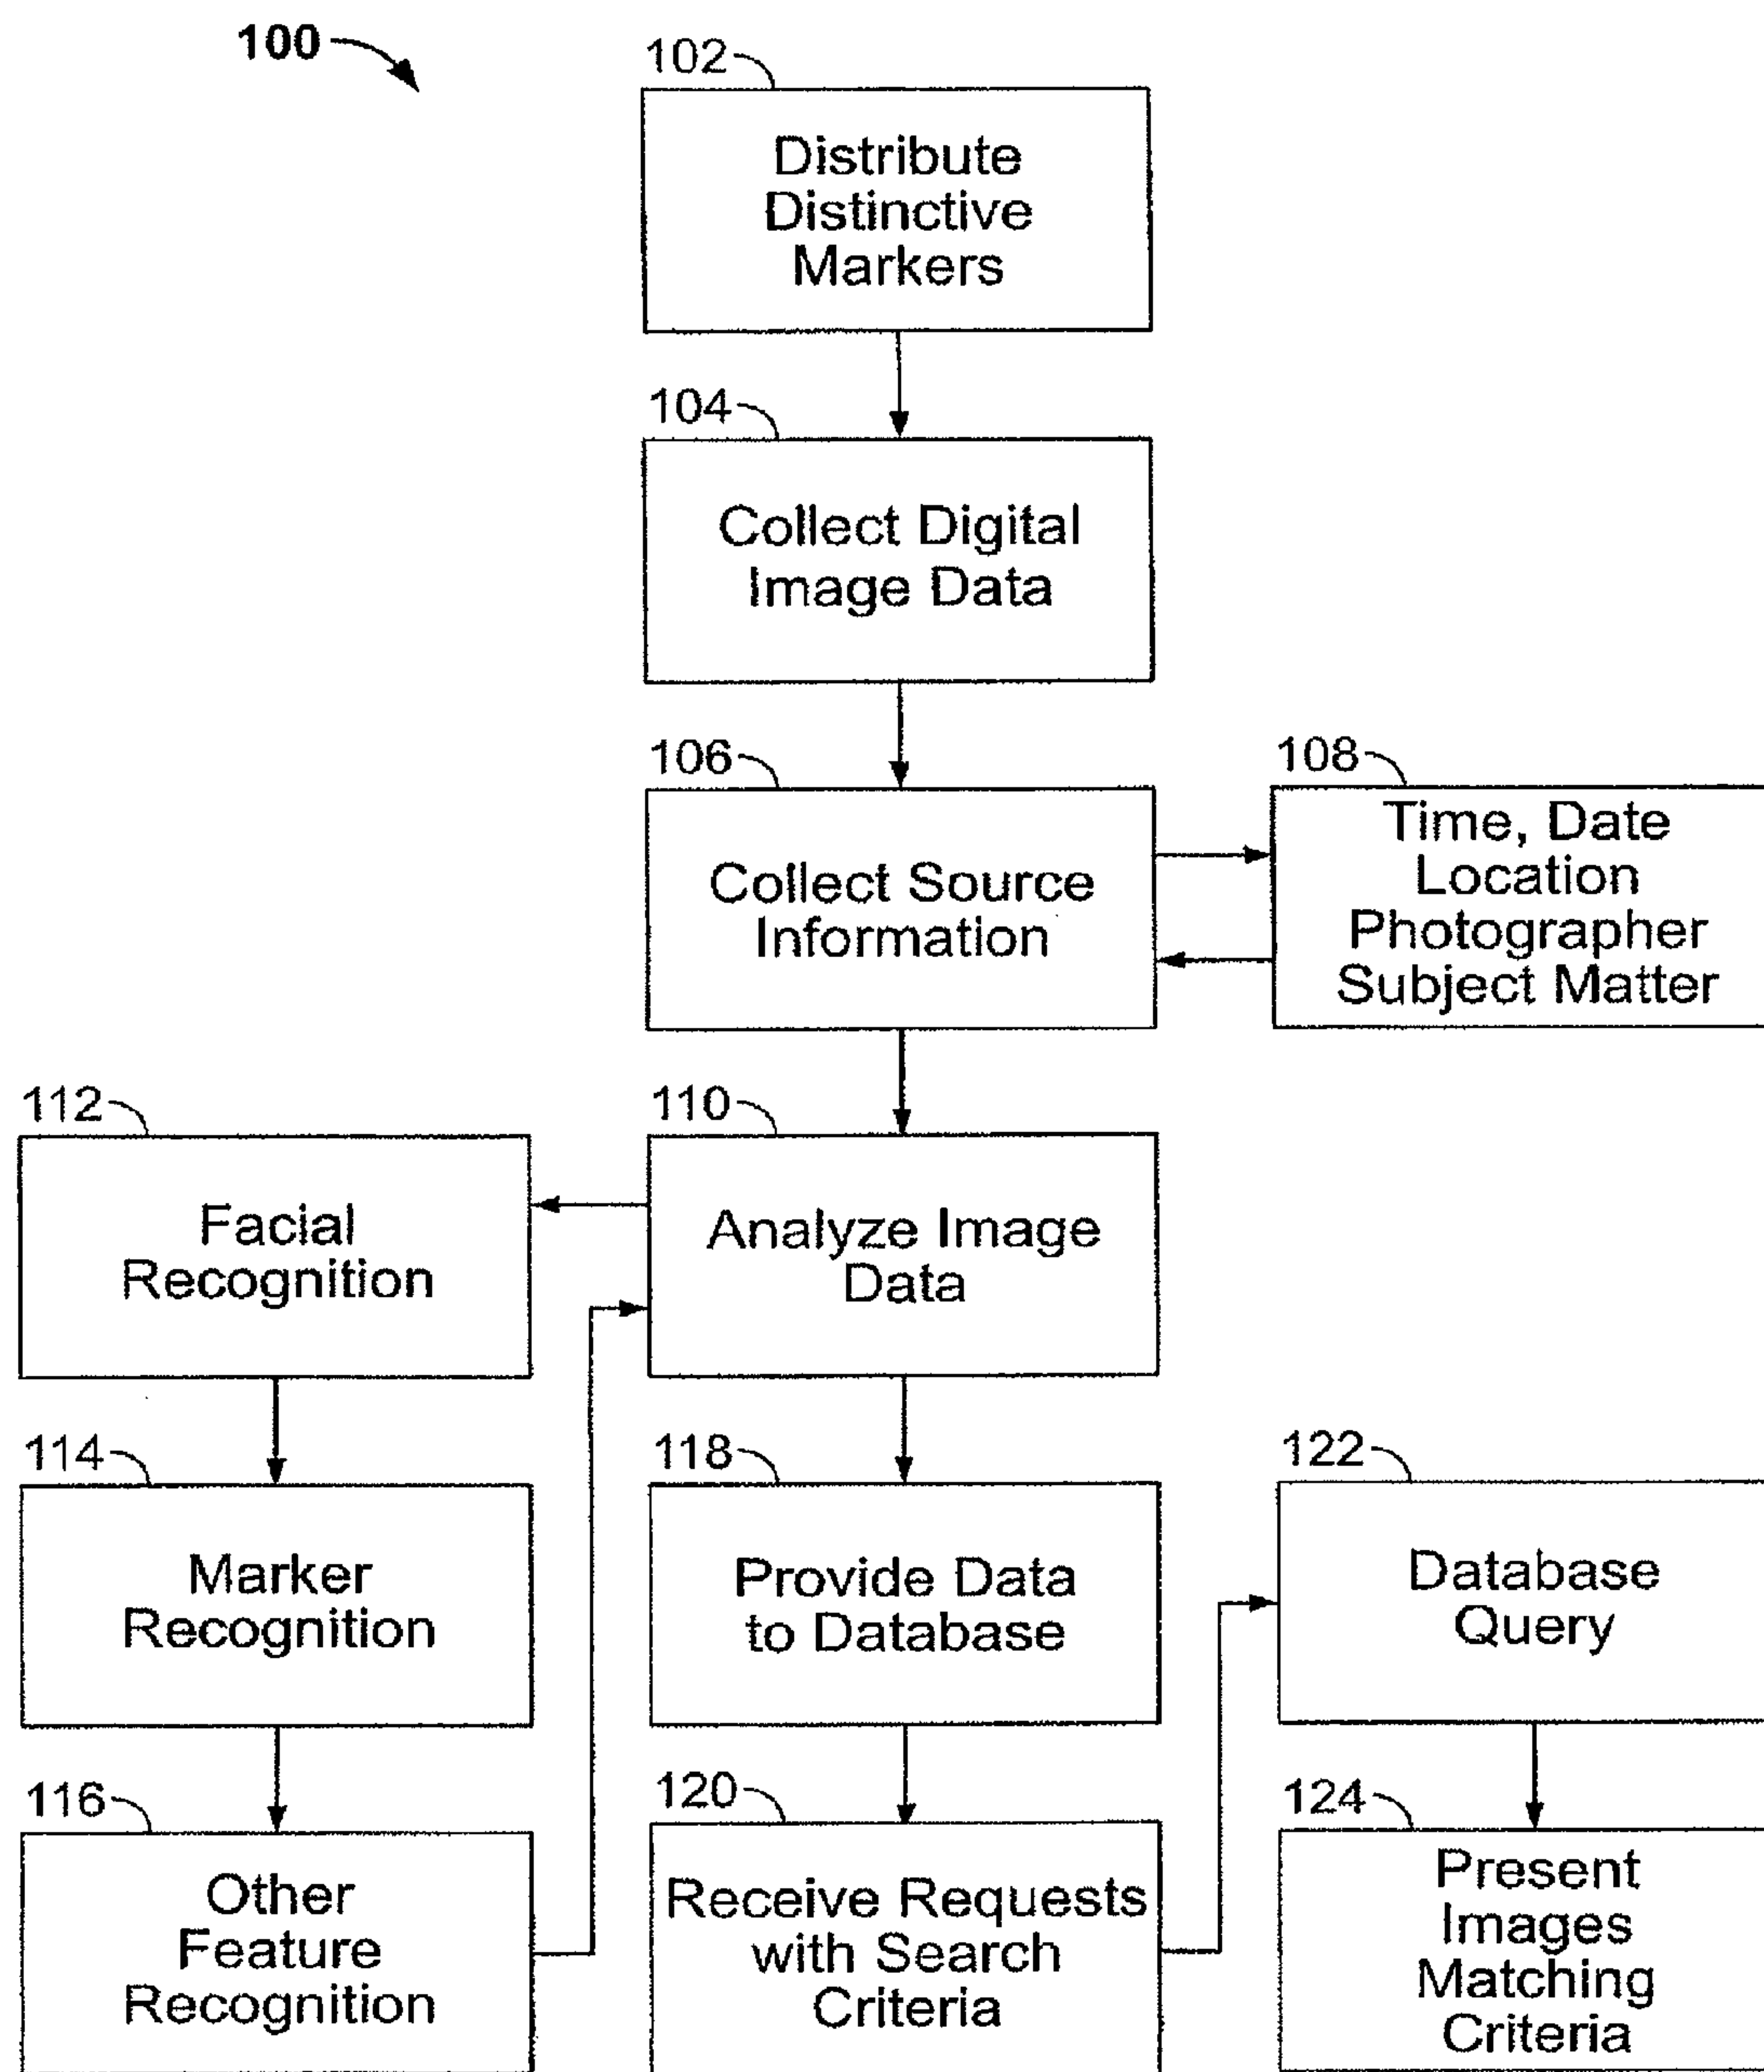 100
102
Distribute
Distinctive
Markers
104
Collect Digital
Image Data
106
Collect Source
Information
108
Time, Date
Location
Photographer
Subject Matter
112
Facial
Recognition
110
Analyze Image
Data
114
Marker
Recognition
118
Provide Data
to Database
122
Database
Query
116
Other
Feature
Recognition
120
Receive Requests
with Search
Criteria
124
Present
Images
Matching
Criteria